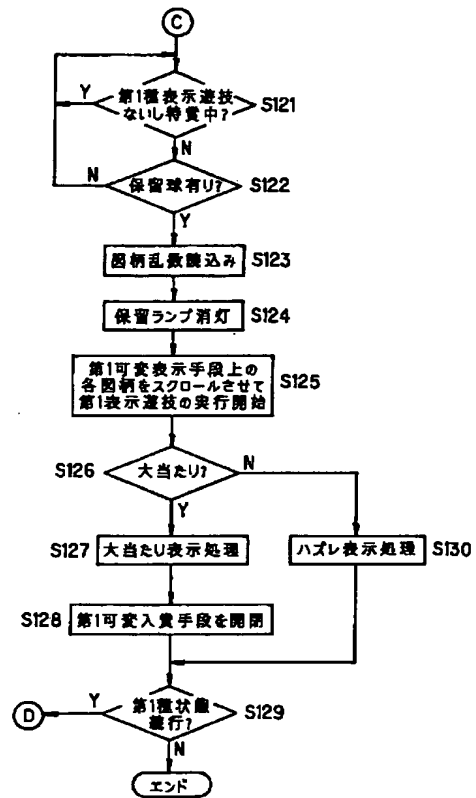 C
第1種表示遊技
ないし特賞中?
S121
Y
N
保留球有り?
S122
N
Y
図柄乱数読込み
S123
保留ランプ消灯
S124
第1可変表示手段上の
各図柄をスクロールさせて
第1表示遊技の実行開始
S125
S126
大当たり?
N
Y
S127
大当たり表示処理
ハズレ表示処理
S130
S128
第1可変入賞手段を開閉
D
Y
第1種状態
続行?
S129
N
エンド